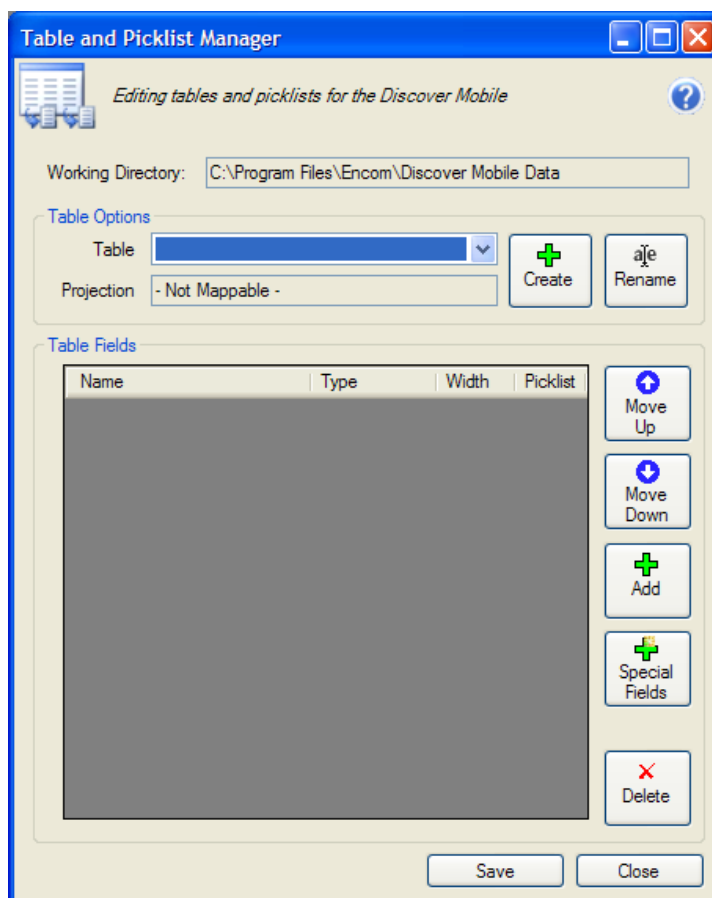 Table and Picklist Manager
Editing tables and picklists for the Discover Mobile
Working Directory: C:\Program Files\Encom\Discover Mobile Data
Table Options
Table
Projection - Not Mappable -
Create
Rename
Table Fields
Name Type Width Picklist
Move
Up
Move
Down
Add
Special
Fields
Delete
Save Close